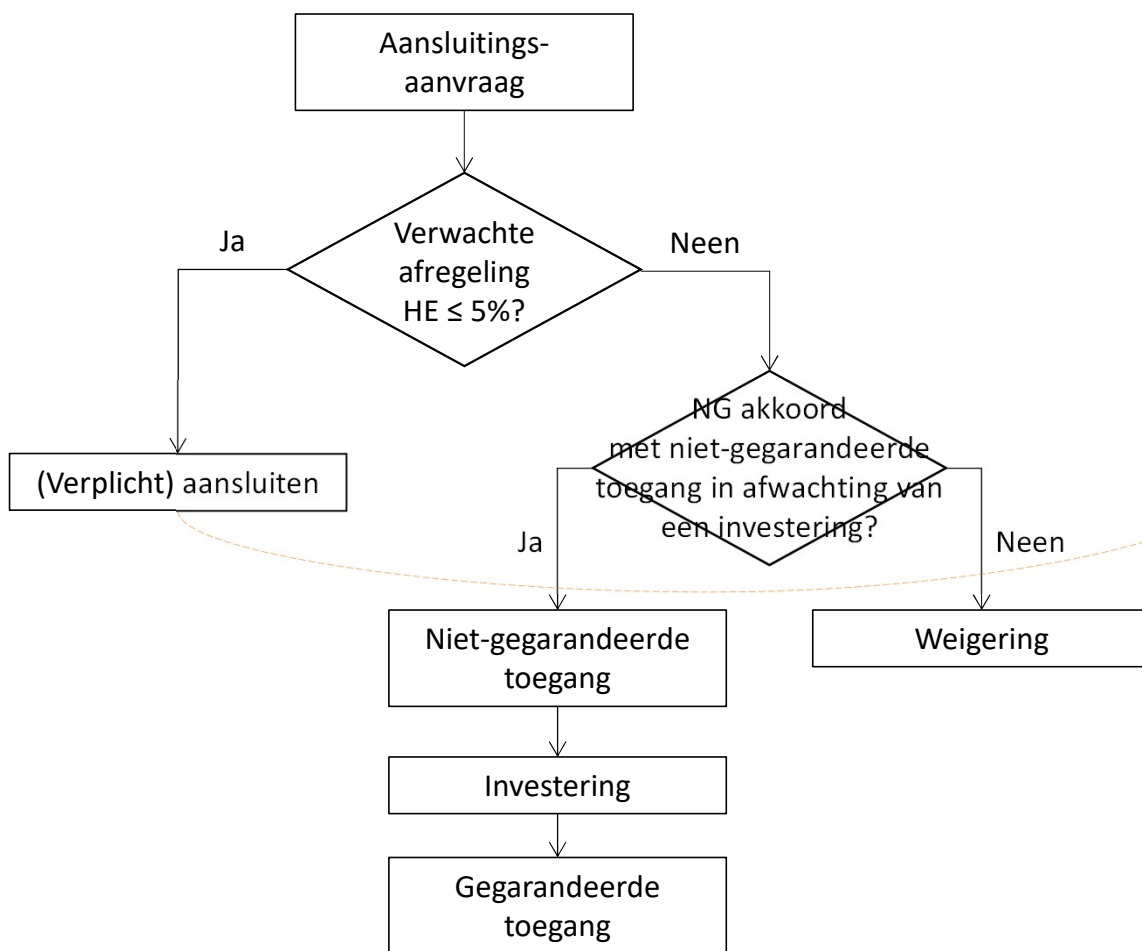 Aansluitings-
aanvraag
Ja
Verwachte
afregeling
HE ≤ 5%?
Neen
(Verplicht) aansluiten
NG akkoord
met niet-gegarandeerde
toegang in afwachting van
een investering?
Ja
Neen
Niet-gegarandeerde
toegang
Weigering
Investering
Gegarandeerde
toegang